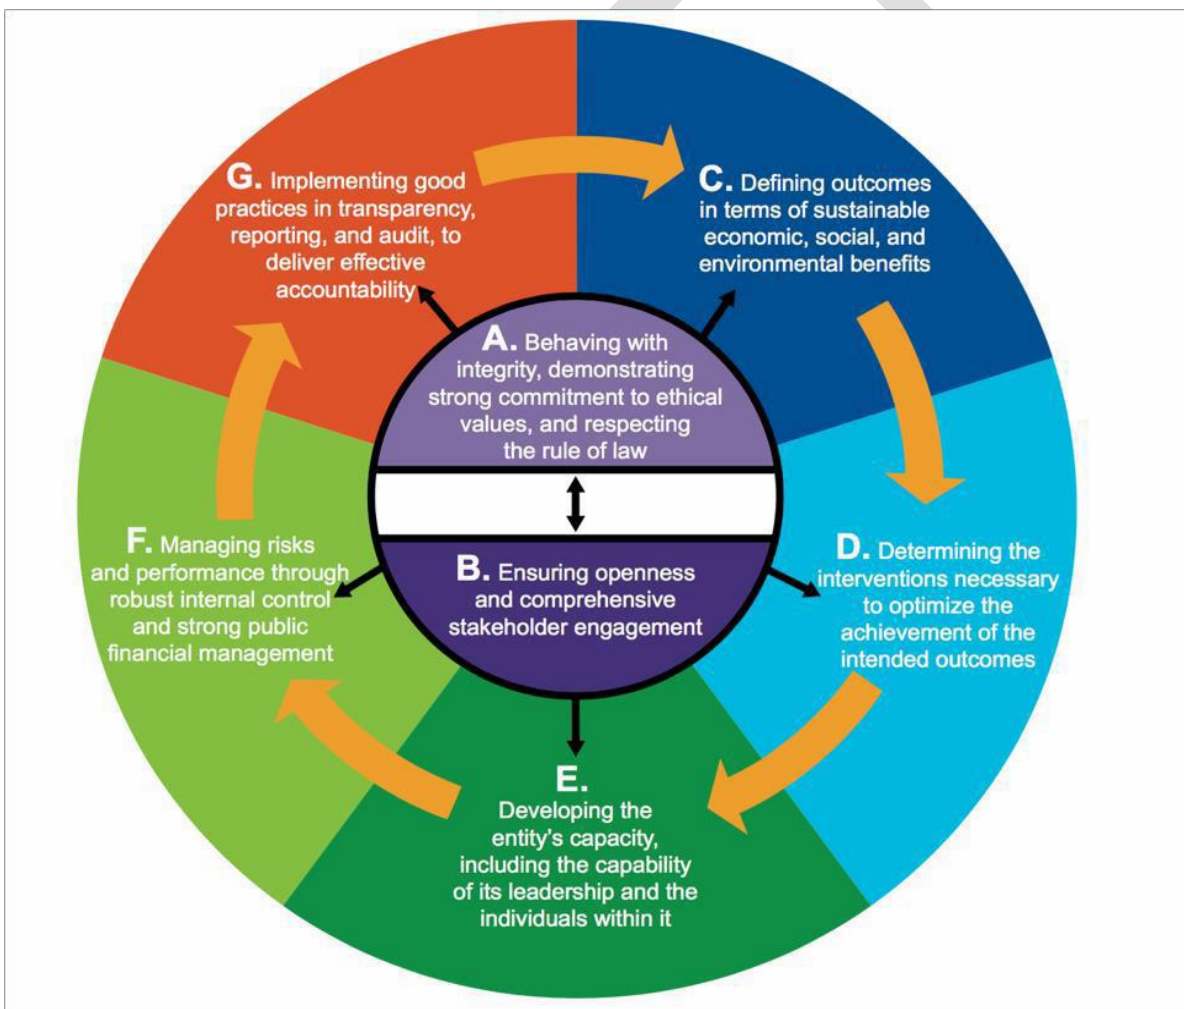 A. Behaving with
integrity, demonstrating
strong commitment to ethical
values, and respecting
the rule of law
B. Ensuring openness
and comprehensive
stakeholder engagement
C. Defining outcomes
in terms of sustainable
economic, social, and
environmental benefits
D. Determining the
interventions necessary
to optimize the
achievement of the
intended outcomes
E.
Developing the
entity's capacity,
including the capability
of its leadership and the
individuals within it
F. Managing risks
and performance through
robust internal control
and strong public
financial management
G. Implementing good
practices in transparency,
reporting, and audit, to
deliver effective
accountability